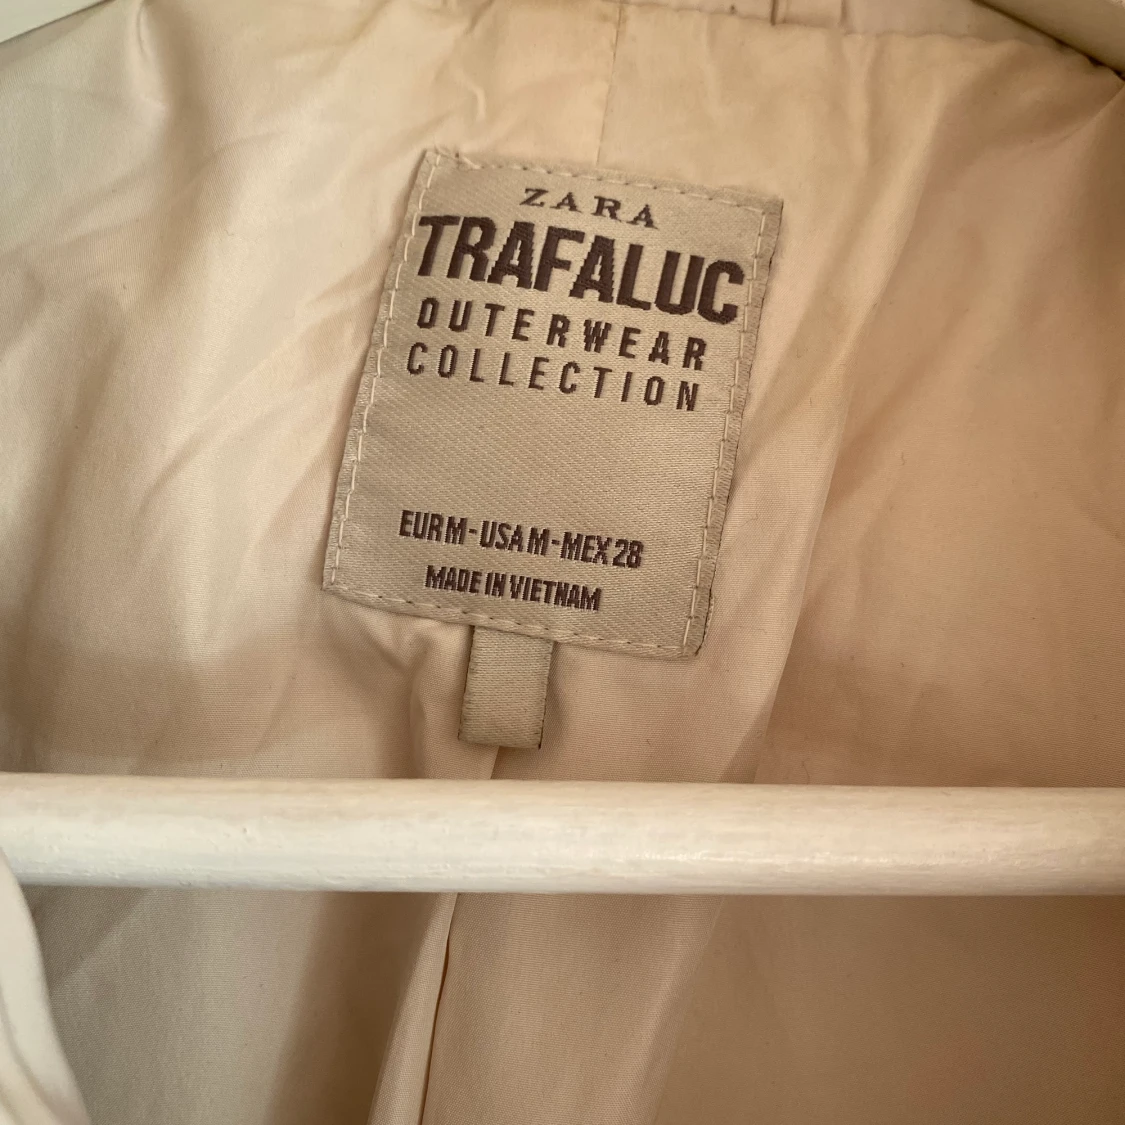 ZARA
TRAFALUC
OUTERWEAR
COLLECTION
EUR M - USA M - MEX 28
MADE IN VIETNAM